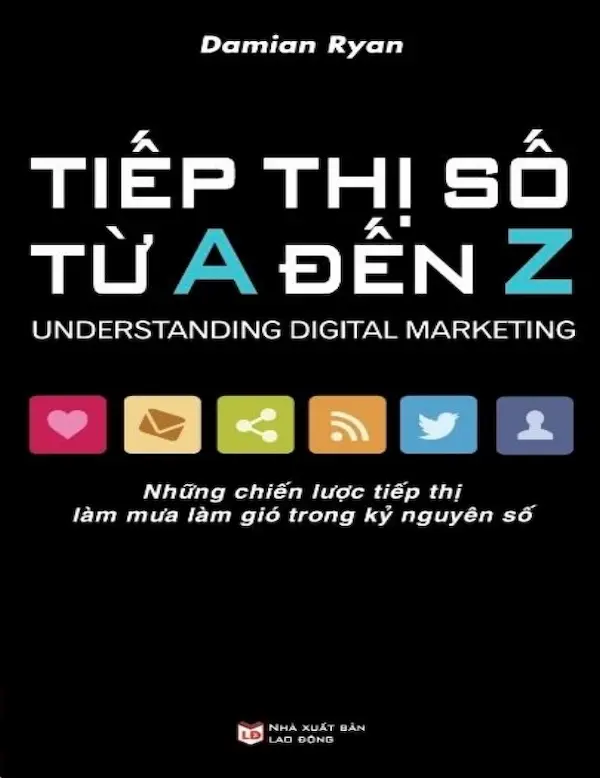 Damian Ryan
TIẾP THỊ SỐ
TỪ A ĐẾN Z
UNDERSTANDING DIGITAL MARKETING
Những chiến lược tiếp thị
làm mưa làm gió trong kỷ nguyên số
LĐ
NHÀ XUẤT BẢN
LAO ĐỘNG